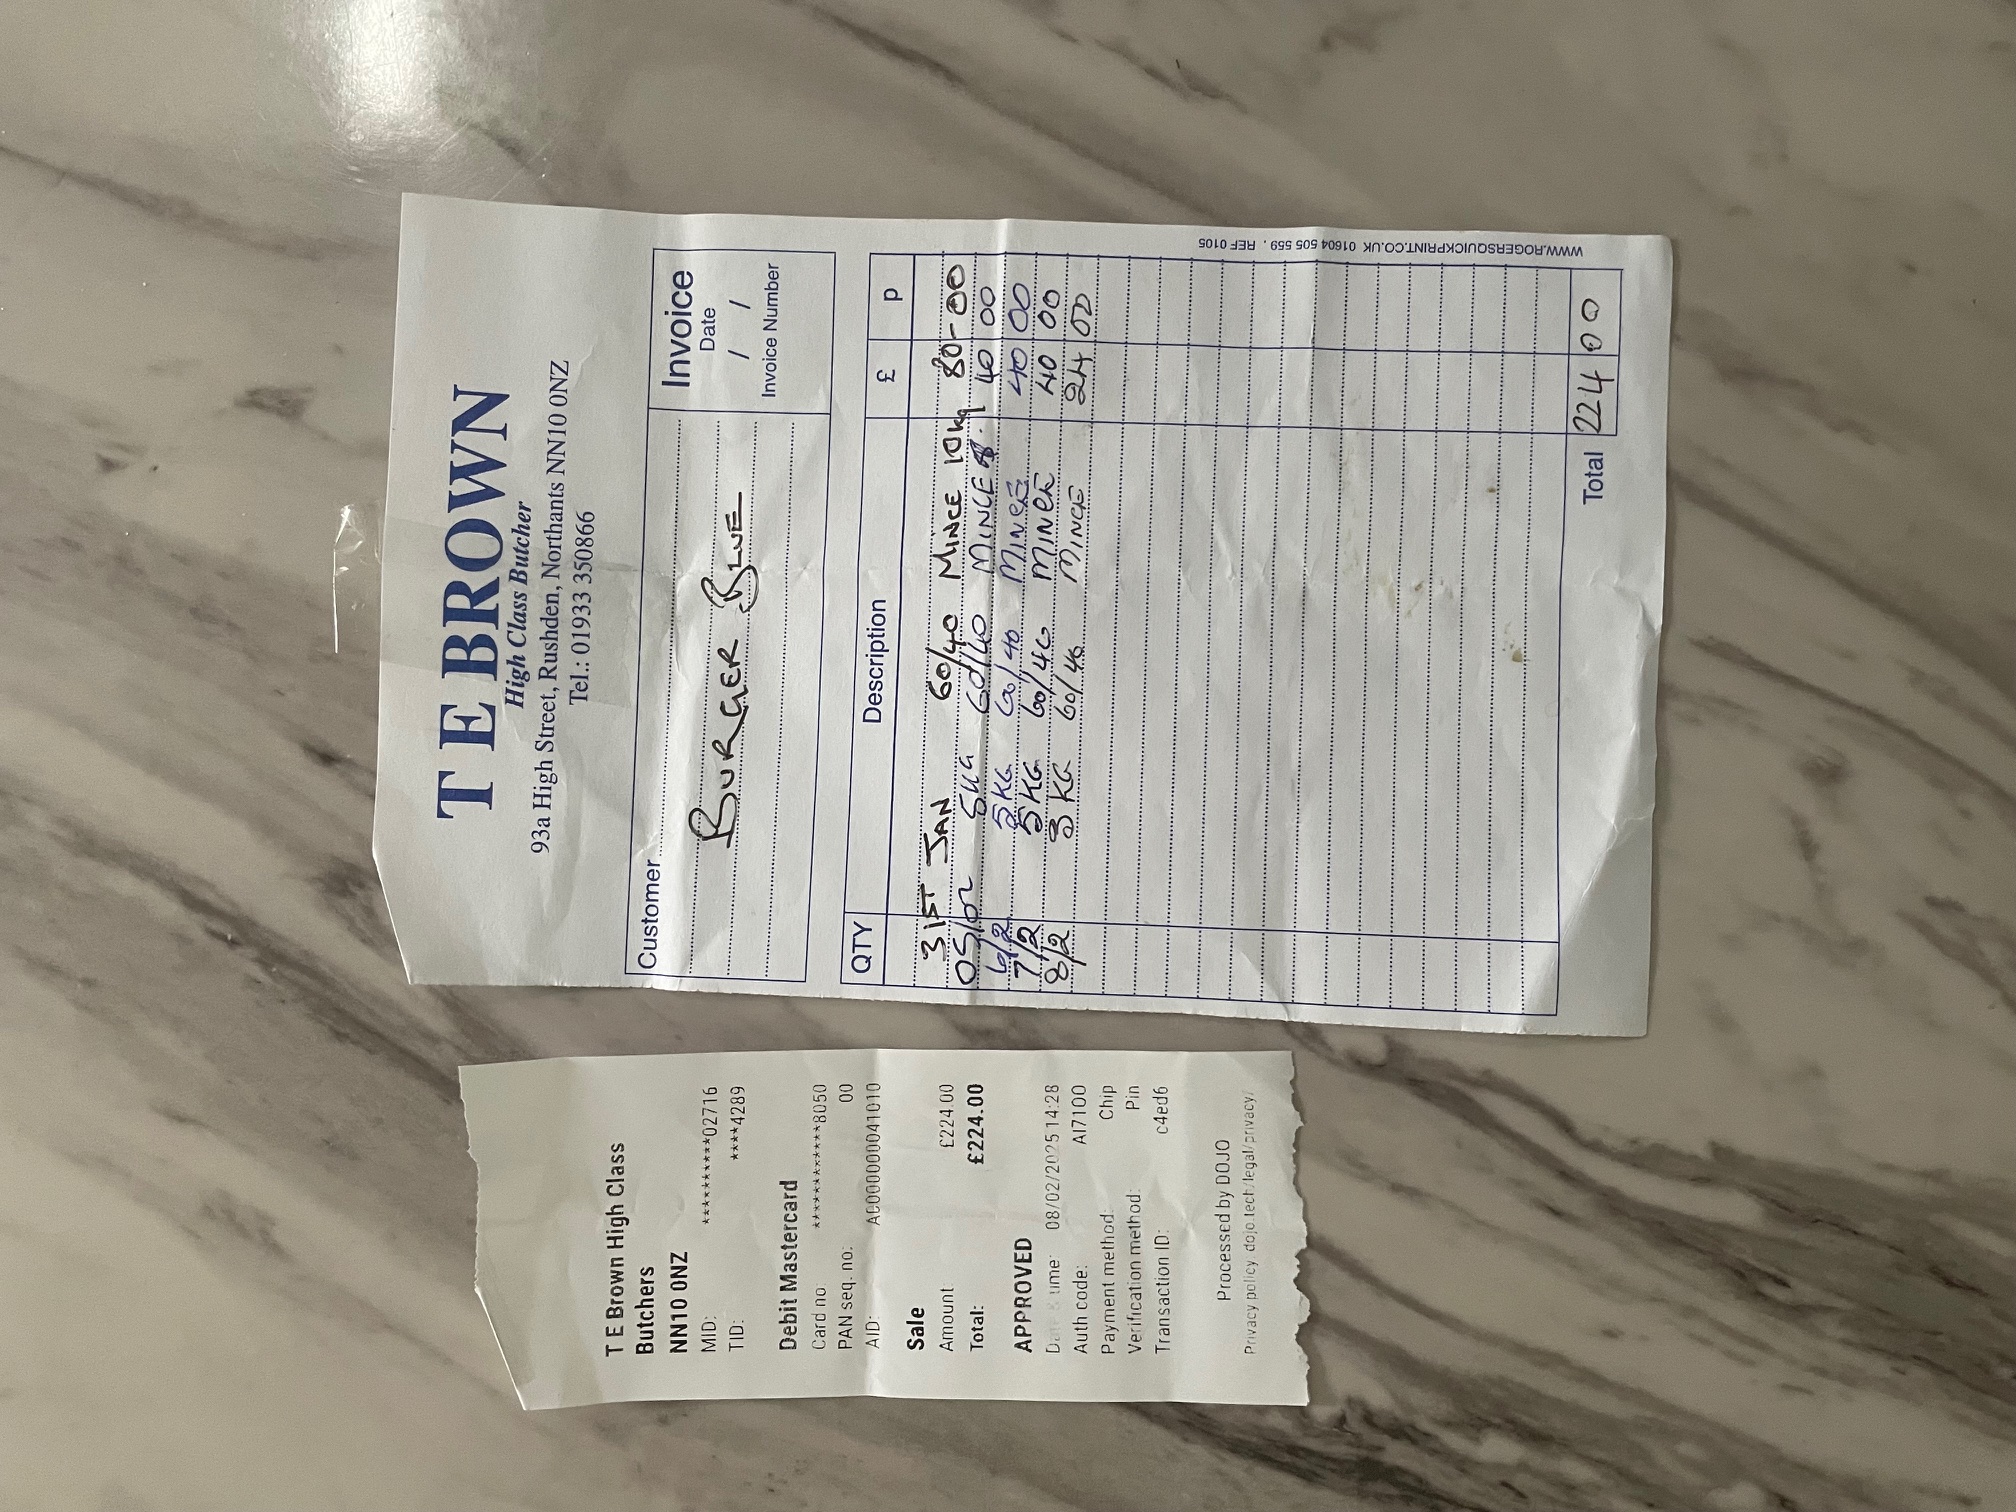 T E Brown High Class
Butchers
NN10 0NZ
MID: **********02716
TID: ****4289
Debit Mastercard
Card no: ************8050
PAN seq. no: 00
AID: A0000000041010
Sale
Amount £224.00
Total: £224.00
APPROVED
Date & time: 08/02/2025 14:28
Auth code: AI7100
Payment method: Chip
Verification method: Pin
Transaction ID: c4ed6
Processed by DOJO
Privacy policy: dojo.tech/legal/privacy/
T E BROWN
High Class Butcher
93a High Street, Rushden, Northants NN10 0NZ
Tel.: 01933 350866
Customer
BURGER BLUE
Invoice
Date
/ /
Invoice Number
QTY Description £ p
31ST JAN 60/40 MINCE 10kg 80-00
05/02 5KG 60/40 MINCE 40 00
6/2 5KG 60/40 MINCE 40 00
7/2 5KG 60/40 MINCE 40 00
8/2 3KG 60/40 MINCE 24 00
Total 224 00
WWW.ROGERSQUICKPRINT.CO.UK 01604 505 559. REF 0105